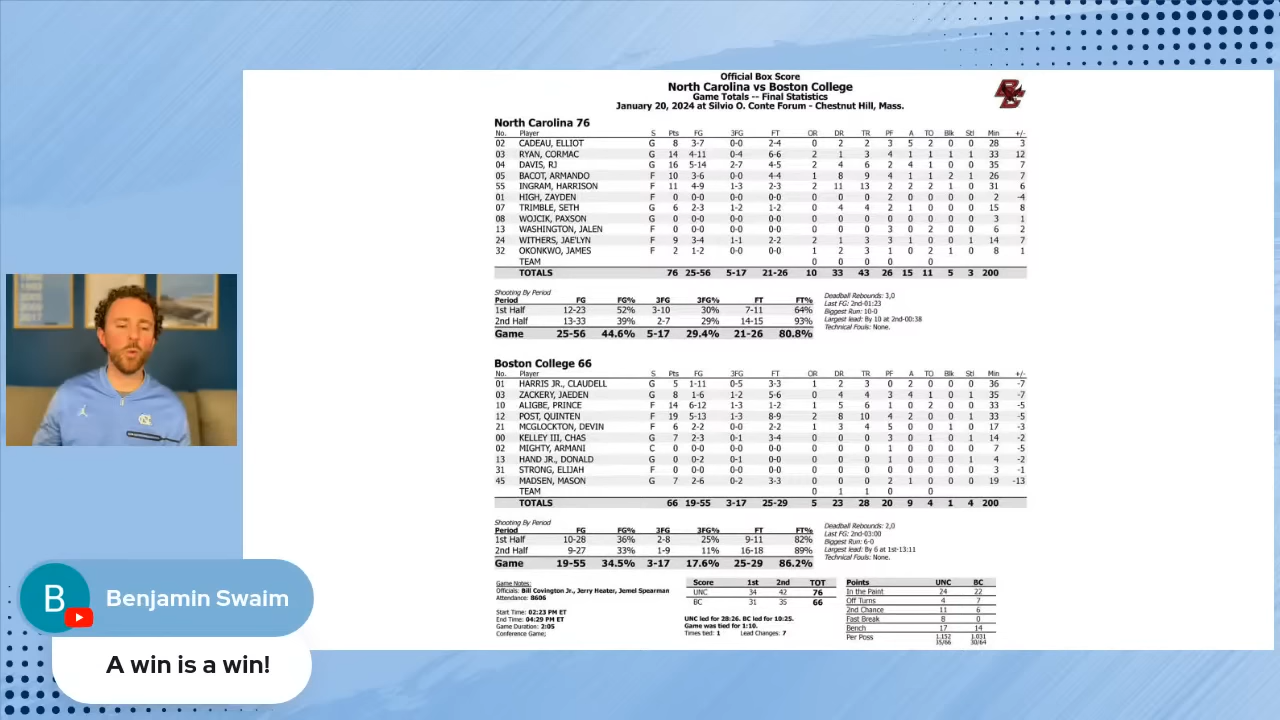 Official Box Score
North Carolina vs Boston College
Game Totals -- Final Statistics
January 20, 2024 at Silvio O. Conte Forum - Chestnut Hill, Mass.
North Carolina 76
No. Player S Pts FG 3FG FT OR DR TR PF A TO Blk Stl Min +/-
02 CADEAU, ELLIOT G 8 3-7 0-0 2-4 0 2 2 3 5 2 0 0 28 3
03 RYAN, CORMAC G 14 4-11 0-4 6-6 2 1 3 4 1 1 1 1 33 12
04 DAVIS, RJ G 16 5-14 2-7 4-5 2 4 6 2 4 1 0 0 35 7
05 BACOT, ARMANDO F 10 3-6 0-0 4-4 1 8 9 4 1 1 2 1 26 7
55 INGRAM, HARRISON F 11 4-9 1-3 2-3 2 11 13 2 2 2 1 0 31 6
01 HIGH, ZAYDEN F 0 0-0 0-0 0-0 0 0 0 2 0 0 0 0 2 -4
07 TRIMBLE, SETH G 6 2-3 1-2 1-2 0 4 4 2 1 0 0 0 15 8
08 WOJCIK, PAXSON G 0 0-0 0-0 0-0 0 0 0 0 0 0 0 0 3 1
13 WASHINGTON, JALEN F 0 0-0 0-0 0-0 0 0 0 3 0 2 0 0 6 2
24 WITHERS, JAE'LYN F 9 3-4 1-1 2-2 2 1 3 3 1 0 0 1 14 7
32 OKONKWO, JAMES F 2 1-2 0-0 0-0 1 2 3 1 0 2 1 0 8 1
TEAM 0 0 0 0 0
TOTALS 76 25-56 5-17 21-26 10 33 43 26 15 11 5 3 200
Shooting By Period
Period FG FG% 3FG 3FG% FT FT%
1st Half 12-23 52% 3-10 30% 7-11 64%
2nd Half 13-33 39% 2-7 29% 14-15 93%
Game 25-56 44.6% 5-17 29.4% 21-26 80.8%
Deadball Rebounds: 3,0
Last FG: 2nd-01:23
Biggest Run: 10-0
Largest lead: By 10 at 2nd-00:38
Technical Fouls: None.
Boston College 66
No. Player S Pts FG 3FG FT OR DR TR PF A TO Blk Stl Min +/-
01 HARRIS JR., CLAUDELL G 5 1-11 0-5 3-3 1 2 3 0 2 0 0 0 36 -7
03 ZACKERY, JAEDEN G 8 1-6 1-2 5-6 0 4 4 3 4 1 0 1 35 -7
10 ALIGBE, PRINCE F 14 6-12 1-3 1-2 1 5 6 1 0 2 0 0 33 -5
12 POST, QUINTEN F 19 5-13 1-3 8-9 2 8 10 4 2 0 0 1 33 -5
21 MCGLOCKTON, DEVIN F 6 2-2 0-0 2-2 1 3 4 5 0 0 1 0 17 -3
00 KELLEY III, CHAS G 7 2-3 0-1 3-4 0 0 0 3 0 1 0 1 14 -2
02 MIGHTY, ARMANI C 0 0-0 0-0 0-0 0 0 0 1 0 0 0 0 7 -5
13 HAND JR., DONALD G 0 0-2 0-1 0-0 0 0 0 1 0 0 0 1 4 -2
31 STRONG, ELIJAH F 0 0-0 0-0 0-0 0 0 0 0 0 0 0 0 3 -1
45 MADSEN, MASON G 7 2-6 0-2 3-3 0 0 0 2 1 0 0 0 19 -13
TEAM 0 1 1 0 0
TOTALS 66 19-55 3-17 25-29 5 23 28 20 9 4 1 4 200
Shooting By Period
Period FG FG% 3FG 3FG% FT FT%
1st Half 10-28 36% 2-8 25% 9-11 82%
2nd Half 9-27 33% 1-9 11% 16-18 89%
Game 19-55 34.5% 3-17 17.6% 25-29 86.2%
Deadball Rebounds: 2,0
Last FG: 2nd-03:00
Biggest Run: 6-0
Largest lead: By 6 at 1st-13:11
Technical Fouls: None.
Game Notes:
Officials: Bill Covington Jr., Jerry Heater, Jemel Spearman
Attendance: 8606
Start Time: 02:23 PM ET
End Time: 04:29 PM ET
Game Duration: 2:05
Conference Game;
Score 1st 2nd TOT
UNC 34 42 76
BC 31 35 66
UNC led for 28:26. BC led for 10:25.
Game was tied for 1:10.
Times tied: 1 Lead Changes: 7
Points UNC BC
In the Paint 24 22
Off Turns 4 7
2nd Chance 11 6
Fast Break 8 0
Bench 17 14
Per Poss 1.152 1.031
35/66 30/64
B
Benjamin Swaim
A win is a win!